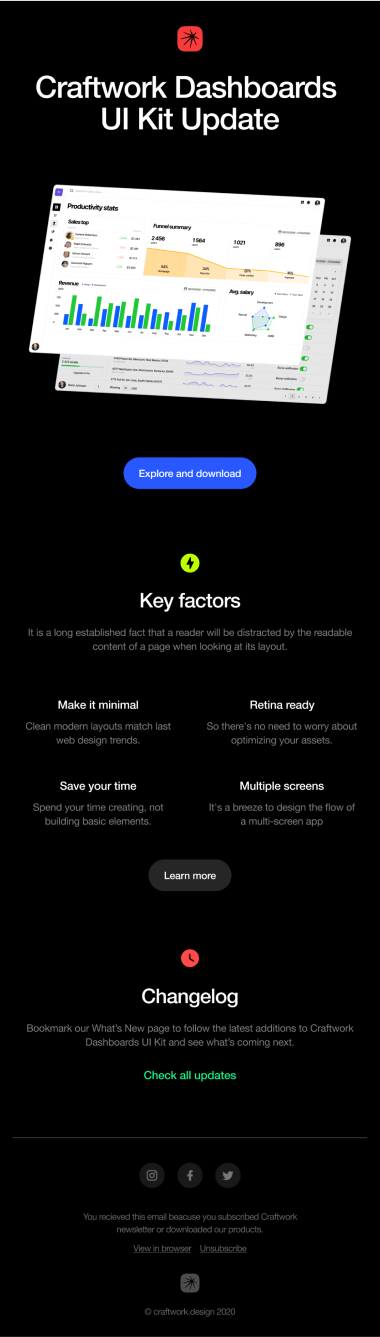 Craftwork Dashboards
UI Kit Update
Productivity stats
Sales top
Funnel summary
2 456
1 564
1 021
896
Revenue
Avg. salary
Explore and download
Key factors
It is a long established fact that a reader will be distracted by the readable
content of a page when looking at its layout.
Make it minimal
Clean modern layouts match last
web design trends.
Retina ready
So there's no need to worry about
optimizing your assets.
Save your time
Spend your time creating, not
building basic elements.
Multiple screens
It's a breeze to design the flow of
a multi-screen app
Learn more
Changelog
Bookmark our What's New page to follow the latest additions to Craftwork
Dashboards UI Kit and see what's coming next.
Check all updates
You recieved this email beacuse you subscribed Craftwork
newsletter or downloaded our products.
View in browser Unsubscribe
© craftwork.design 2020